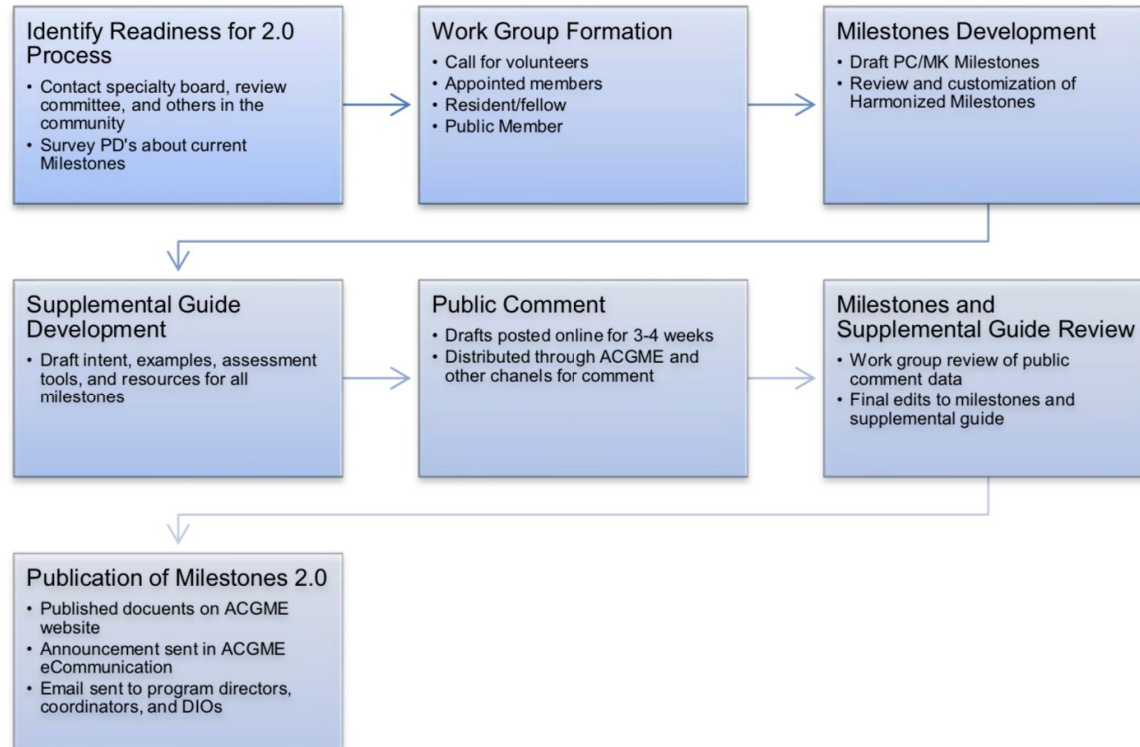 Identify Readiness for 2.0
Process
• Contact specialty board, review
committee, and others in the
community
• Survey PD's about current
Milestones
Work Group Formation
• Call for volunteers
• Appointed members
• Resident/fellow
• Public Member
Milestones Development
• Draft PC/MK Milestones
• Review and customization of
Harmonized Milestones
Supplemental Guide
Development
• Draft intent, examples, assessment
tools, and resources for all
milestones
Public Comment
• Drafts posted online for 3-4 weeks
• Distributed through ACGME and
other chanels for comment
Milestones and
Supplemental Guide Review
• Work group review of public
comment data
• Final edits to milestones and
supplemental guide
Publication of Milestones 2.0
• Published docuents on ACGME
website
• Announcement sent in ACGME
eCommunication
• Email sent to program directors,
coordinators, and DIOs